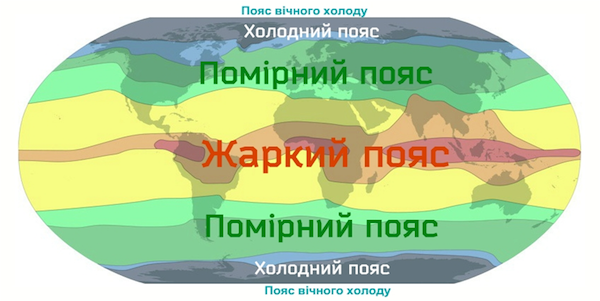 Пояс вічного холоду
Холодний пояс
Помірний пояс
Жаркий пояс
Помірний пояс
Холодний пояс
Пояс вічного холоду